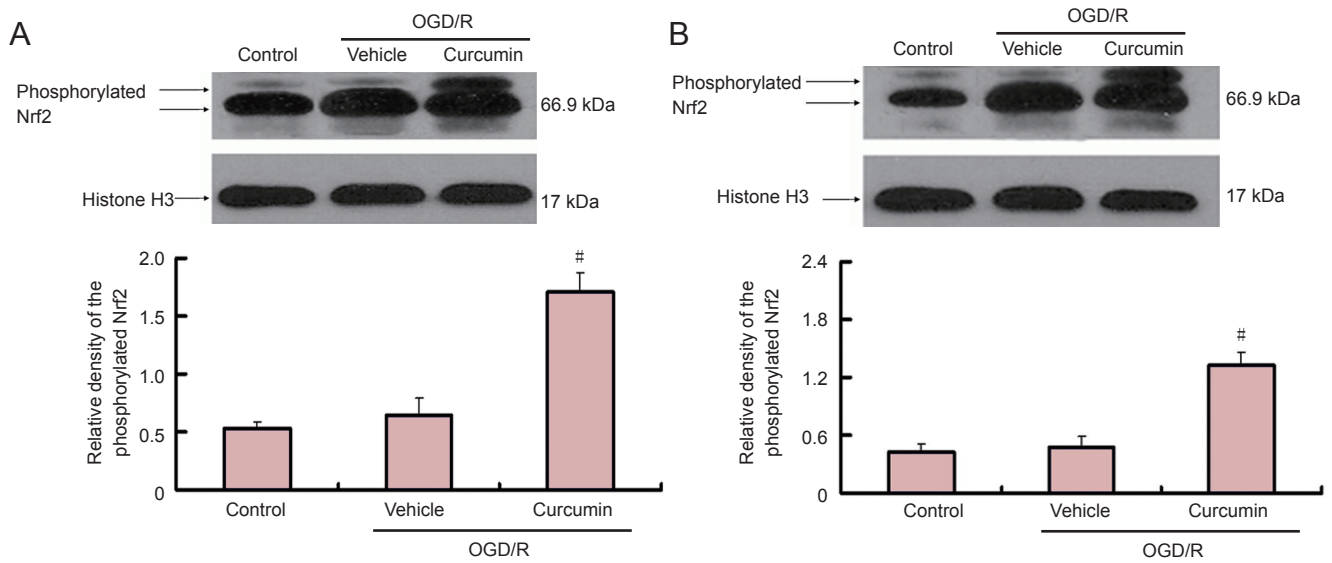 A
OGD/R
Control Vehicle Curcumin
Phosphorylated
Nrf2
66.9 kDa
Histone H3
17 kDa
Relative density of the
phosphorylated Nrf2
2.0
1.5
1.0
0.5
0
#
Control Vehicle Curcumin
OGD/R
B
OGD/R
Control Vehicle Curcumin
Phosphorylated
Nrf2
66.9 kDa
Histone H3
17 kDa
Relative density of the
phosphorylated Nrf2
2.4
1.8
1.2
0.6
0
#
Control Vehicle Curcumin
OGD/R